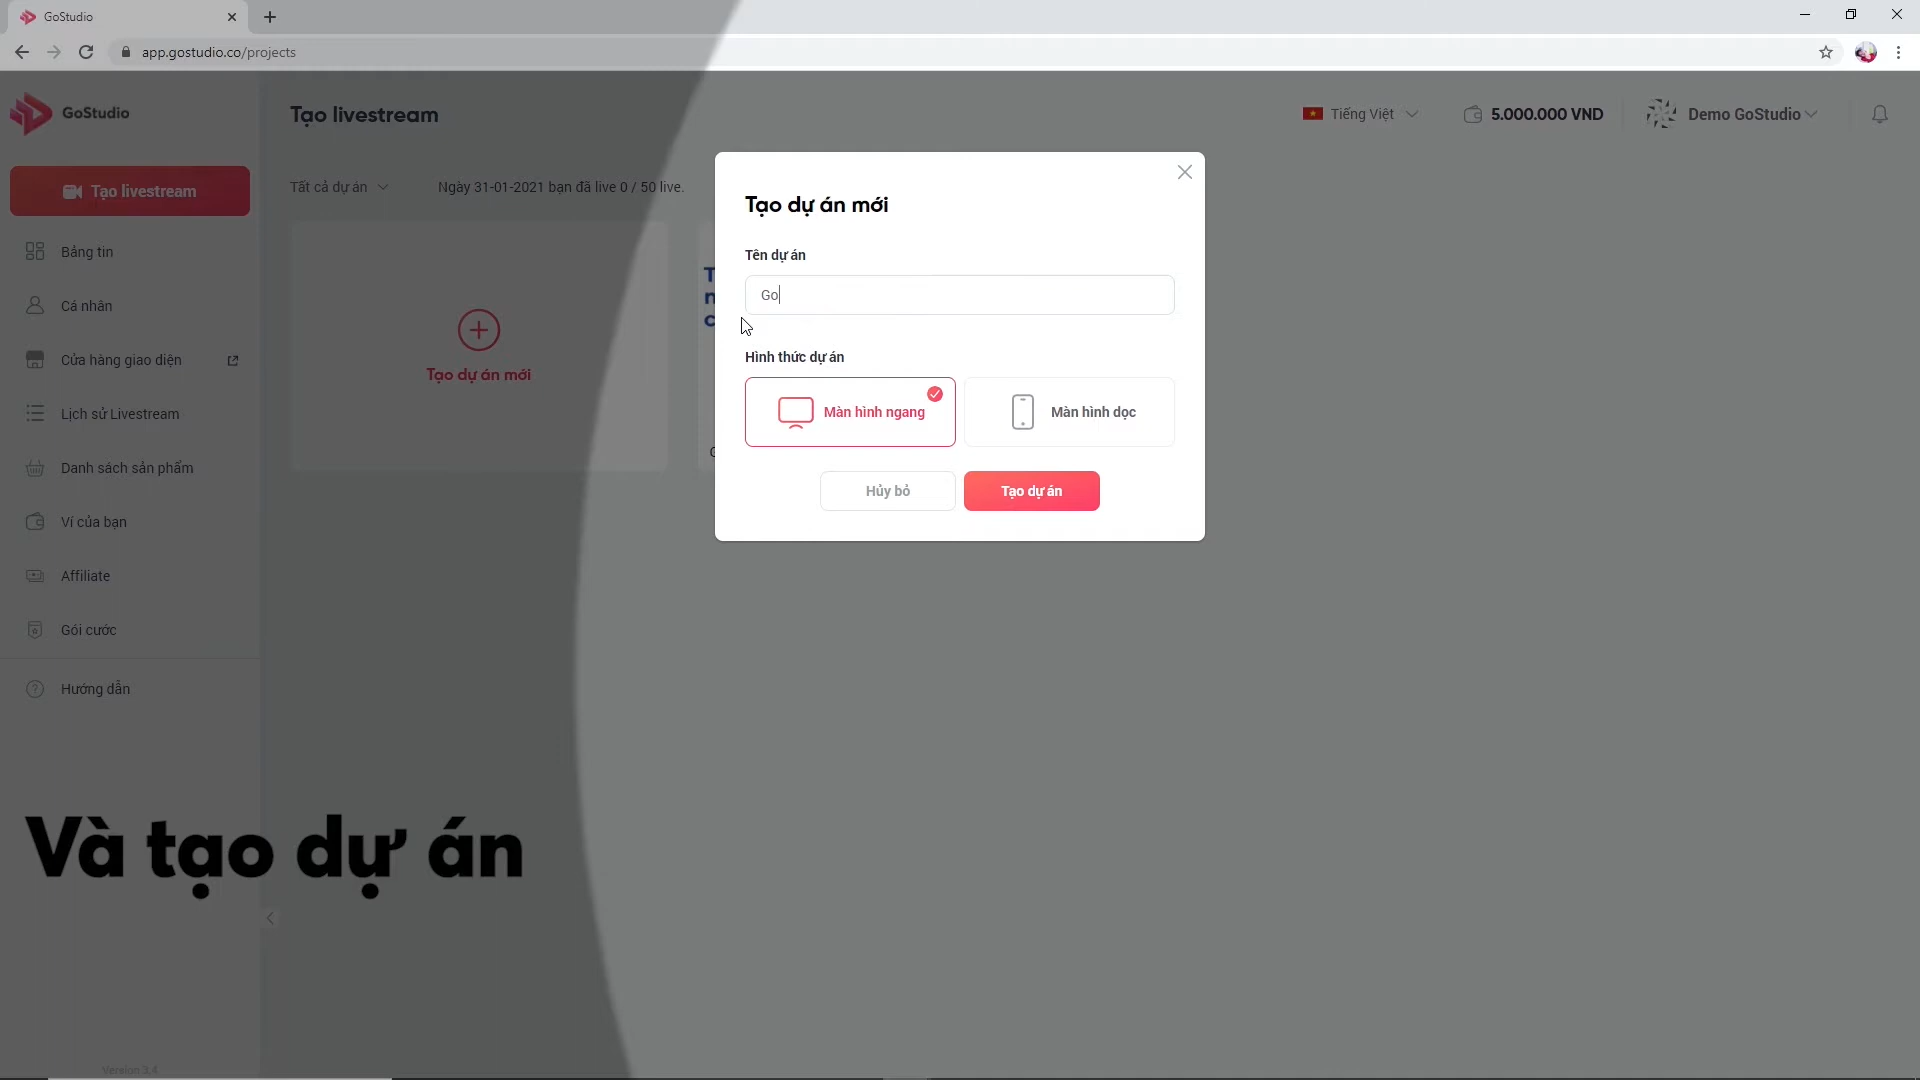 GoStudio
app.gostudio.co/projects
GoStudio
Tạo livestream
Tiếng Việt
5.000.000 VND
Demo GoStudio
Tạo livestream
Tất cả dự án
Ngày 31-01-2021 bạn đã live 0 / 50 live.
Bảng tin
Cá nhân
Cửa hàng giao diện
Lịch sử Livestream
Danh sách sản phẩm
Ví của bạn
Affiliate
Gói cước
Hướng dẫn
Tạo dự án mới
Tạo dự án mới
Tên dự án
Go
Hình thức dự án
Màn hình ngang
Màn hình dọc
Hủy bỏ
Tạo dự án
Và tạo dự án
Version 3.4